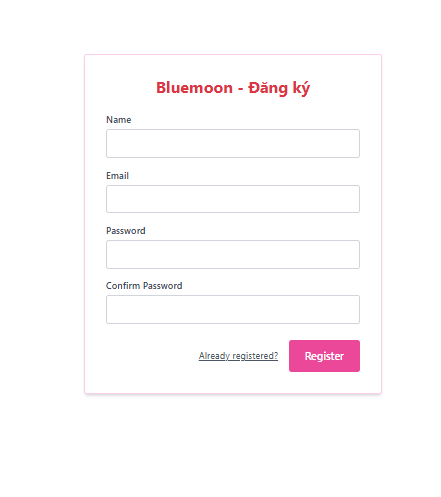 Bluemoon - Đăng ký
Name
Email
Password
Confirm Password
Already registered?
Register